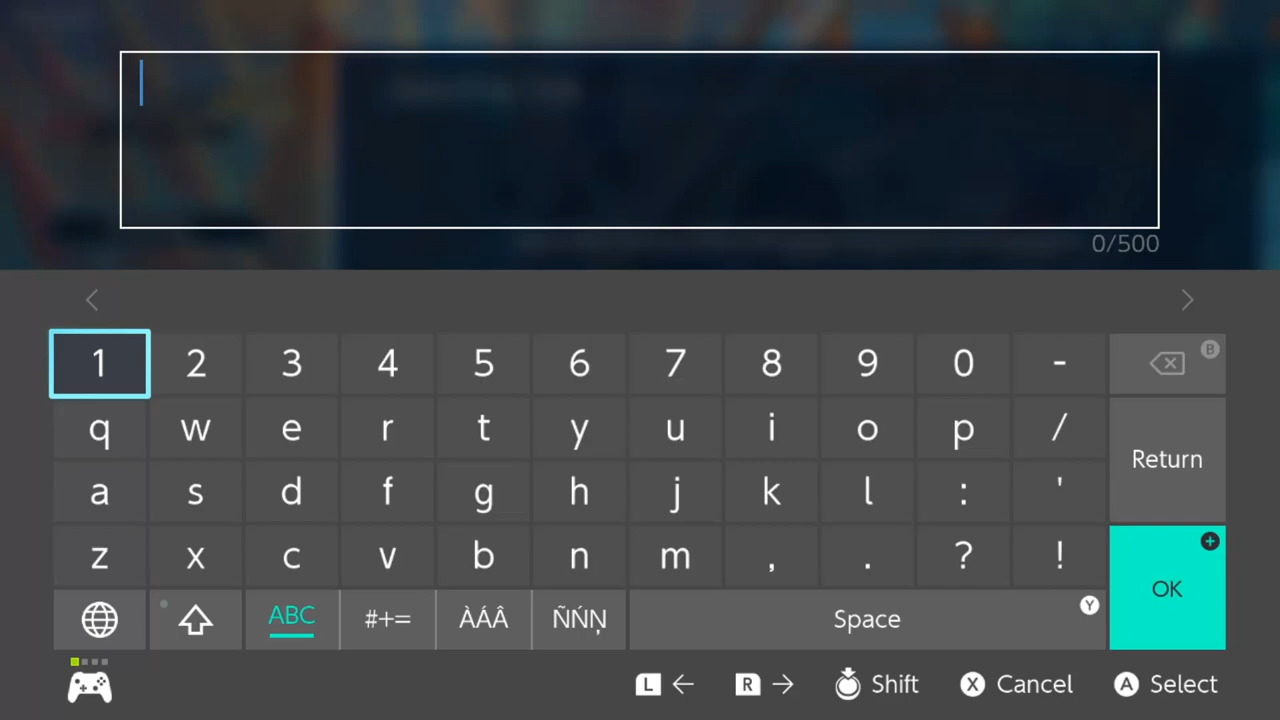 0/500
1 2 3 4 5 6 7 8 9 0 - B
q w e r t y u i o p /
Return
a s d f g h j k l : '
z x c v b n m , . ? ! +
OK
ABC #+= ÀÁÂ ÑŃŅ Space Y
L ← R → Shift X Cancel A Select